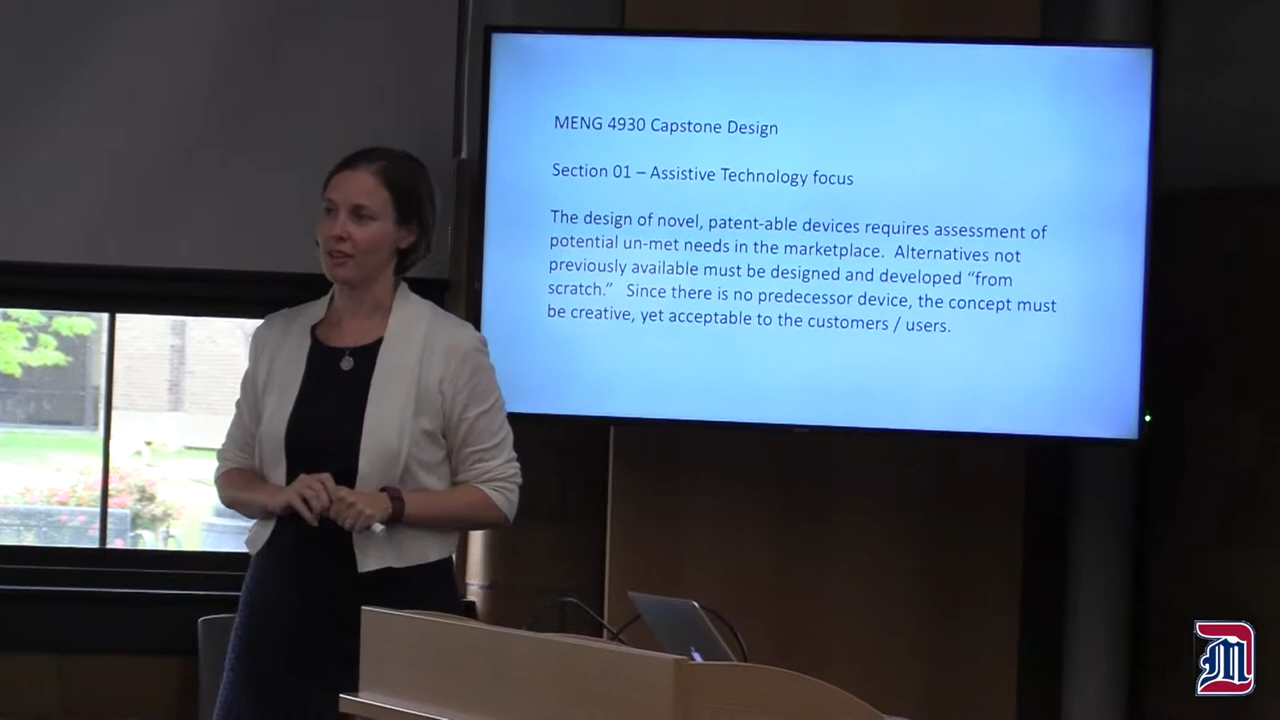 MENG 4930 Capstone Design
Section 01 – Assistive Technology focus
The design of novel, patent-able devices requires assessment of
potential un-met needs in the marketplace.  Alternatives not
previously available must be designed and developed “from
scratch.”   Since there is no predecessor device, the concept must
be creative, yet acceptable to the customers / users.